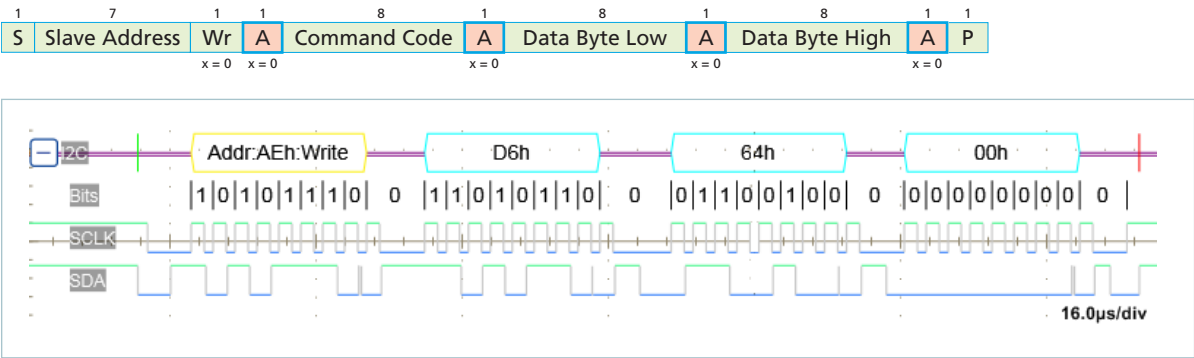 1 7 1 1 8 1 8 1 8 1 1
S Slave Address Wr A Command Code A Data Byte Low A Data Byte High A P
x = 0 x = 0 x = 0 x = 0 x = 0
I2C Addr:AEh:Write D6h 64h 00h
Bits 1 0 1 0 1 1 1 0 0 1 1 0 1 0 1 1 0 0 0 1 1 0 0 1 0 0 0 0 0 0 0 0 0 0 0 0
SCLK
SDA
16.0µs/div